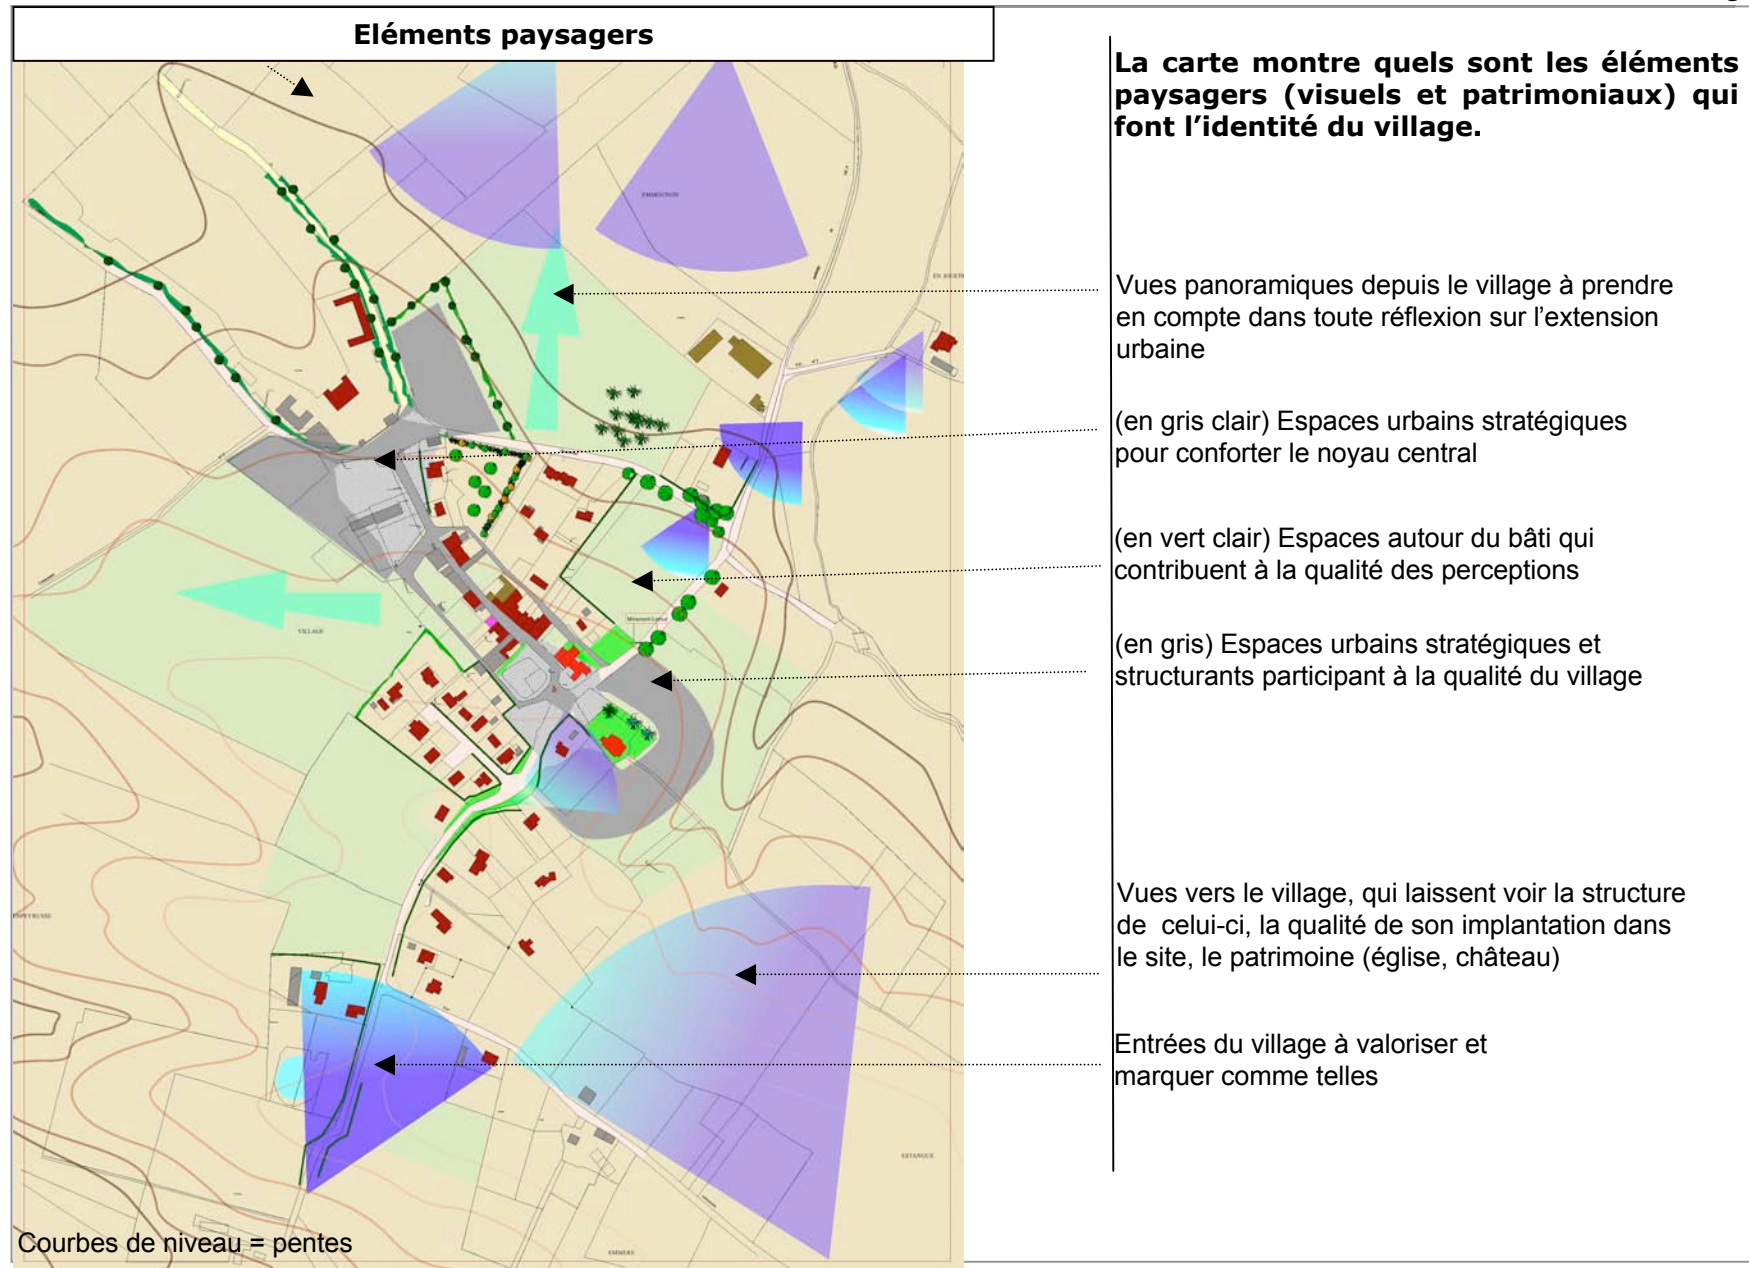 Eléments paysagers
La carte montre quels sont les éléments
paysagers (visuels et patrimoniaux) qui
font l’identité du village.
Vues panoramiques depuis le village à prendre
en compte dans toute réflexion sur l’extension
urbaine
(en gris clair) Espaces urbains stratégiques
pour conforter le noyau central
(en vert clair) Espaces autour du bâti qui
contribuent à la qualité des perceptions
(en gris) Espaces urbains stratégiques et
structurants participant à la qualité du village
Vues vers le village, qui laissent voir la structure
de celui-ci, la qualité de son implantation dans
le site, le patrimoine (église, château)
Entrées du village à valoriser et
marquer comme telles
VILLAGE
Courbes de niveau = pentes